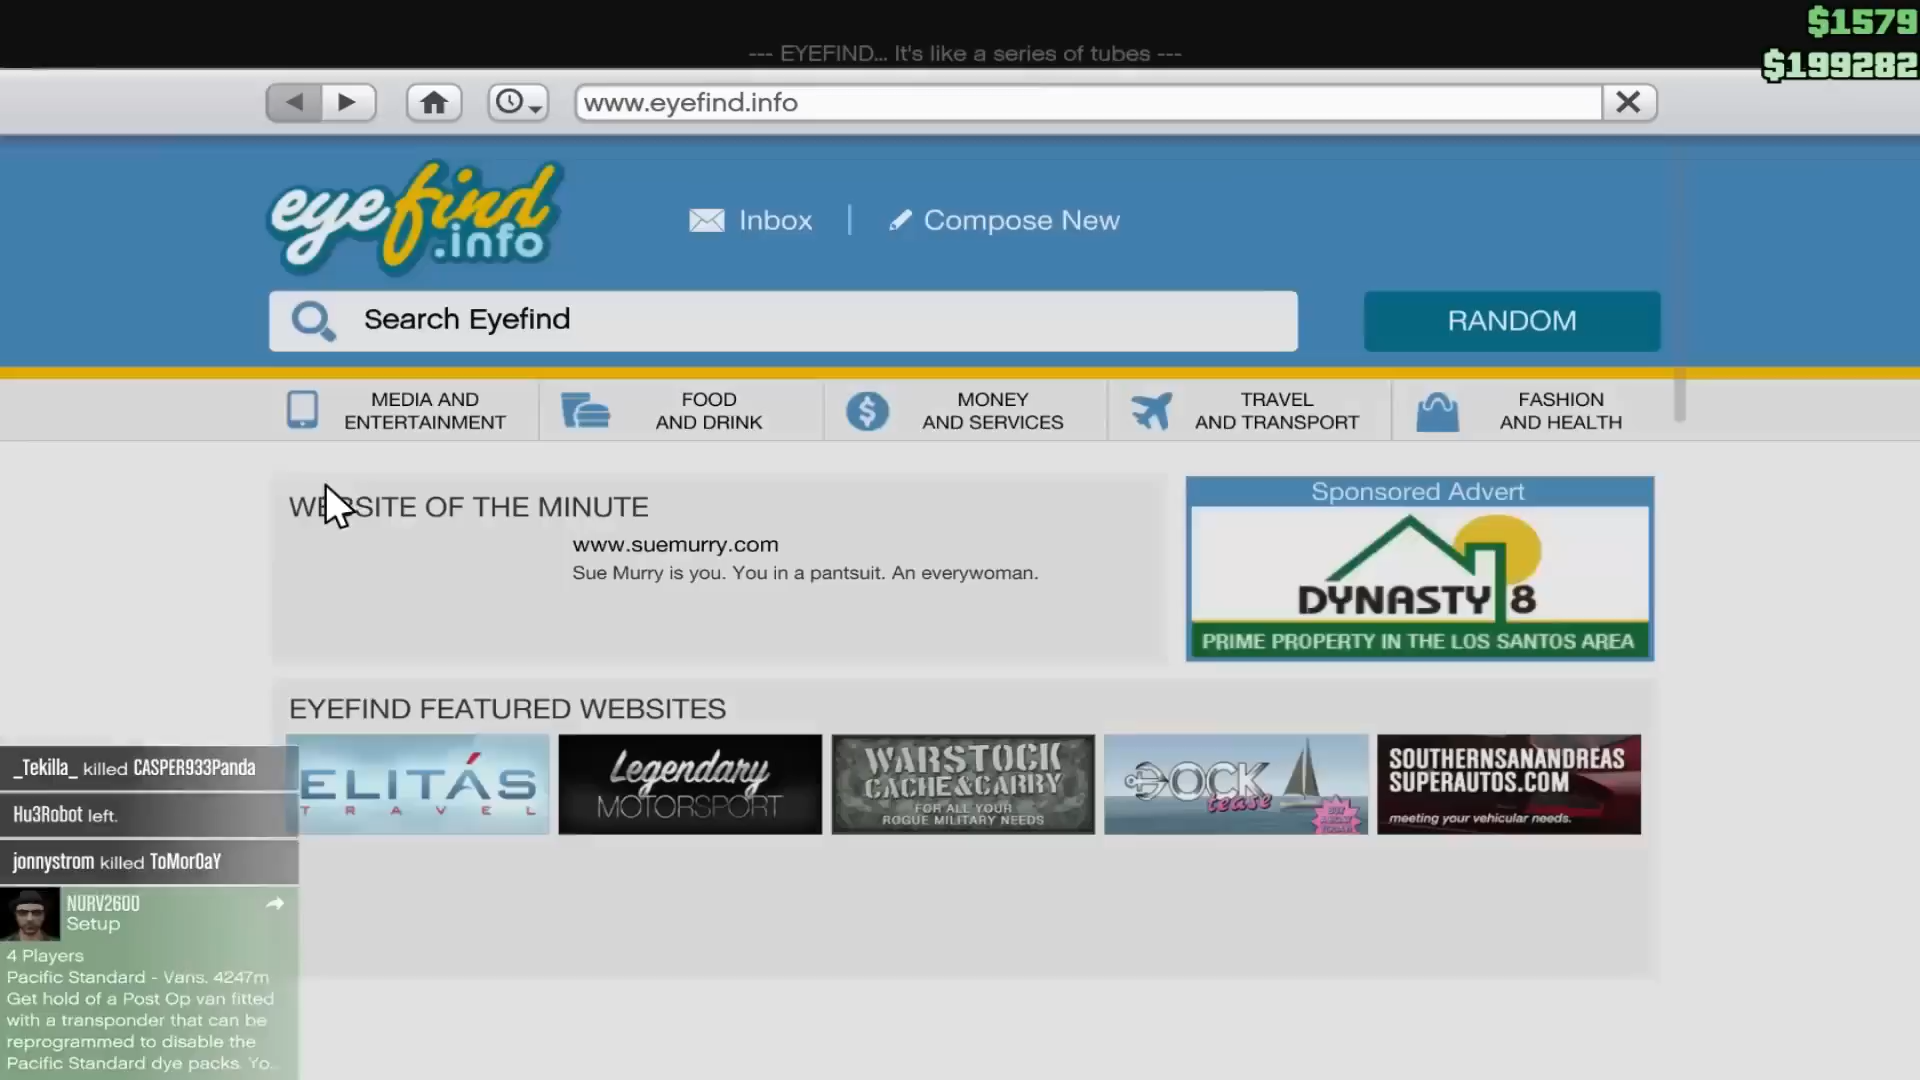 $1579
$199282
--- EYEFIND... It's like a series of tubes ---
www.eyefind.info
eyefind
.info
Inbox
Compose New
Search Eyefind
RANDOM
MEDIA AND
ENTERTAINMENT
FOOD
AND DRINK
MONEY
AND SERVICES
TRAVEL
AND TRANSPORT
FASHION
AND HEALTH
WEBSITE OF THE MINUTE
www.suemurry.com
Sue Murry is you. You in a pantsuit. An everywoman.
Sponsored Advert
DYNASTY 8
PRIME PROPERTY IN THE LOS SANTOS AREA
EYEFIND FEATURED WEBSITES
ELITÁS
TRAVEL
Legendary
MOTORSPORT
WARSTOCK
CACHE&CARRY
FOR ALL YOUR
ROGUE MILITARY NEEDS
DOCK
tease
SOUTHERNSANANDREAS
SUPERAUTOS.COM
meeting your vehicular needs.
_Tekilla_ killed CASPER933Panda
Hu3Robot left.
jonnystrom killed ToMorOaY
NURV2600
Setup
4 Players
Pacific Standard - Vans. 4247m
Get hold of a Post Op van fitted
with a transponder that can be
reprogrammed to disable the
Pacific Standard dye packs. Yo...